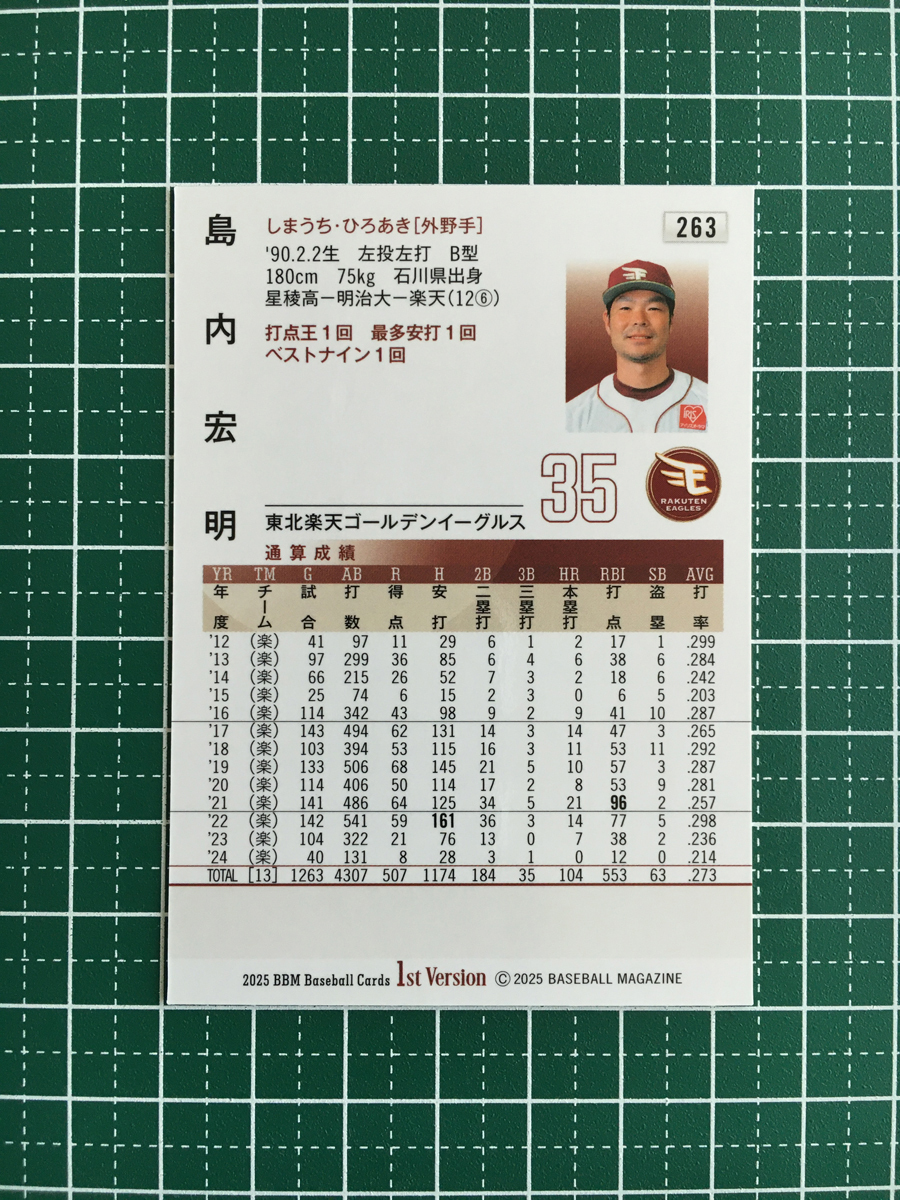 島内宏明
しまうち・ひろあき[外野手]
263
'90.2.2生 左投左打 B型
180cm 75kg 石川県出身
星稜高－明治大－楽天(12⑥)
打点王1回 最多安打1回
ベストナイン1回
IRIS
35
RAKUTEN
EAGLES
東北楽天ゴールデンイーグルス
通算成績
YR TM G AB R H 2B 3B HR RBI SB AVG
年度 チーム 試合 打数 得点 安打 二塁打 三塁打 本塁打 打点 盗塁 打率
'12 (楽) 41 97 11 29 6 1 2 17 1 .299
'13 (楽) 97 299 36 85 6 4 6 38 6 .284
'14 (楽) 66 215 26 52 7 3 2 18 6 .242
'15 (楽) 25 74 6 15 2 3 0 6 5 .203
'16 (楽) 114 342 43 98 9 2 9 41 10 .287
'17 (楽) 143 494 62 131 14 3 14 47 3 .265
'18 (楽) 103 394 53 115 16 3 11 53 11 .292
'19 (楽) 133 506 68 145 21 5 10 57 3 .287
'20 (楽) 114 406 50 114 17 2 8 53 9 .281
'21 (楽) 141 486 64 125 34 5 21 96 2 .257
'22 (楽) 142 541 59 161 36 3 14 77 5 .298
'23 (楽) 104 322 21 76 13 0 7 38 2 .236
'24 (楽) 40 131 8 28 3 1 0 12 0 .214
TOTAL [13] 1263 4307 507 1174 184 35 104 553 63 .273
2025 BBM Baseball Cards 1st Version © 2025 BASEBALL MAGAZINE